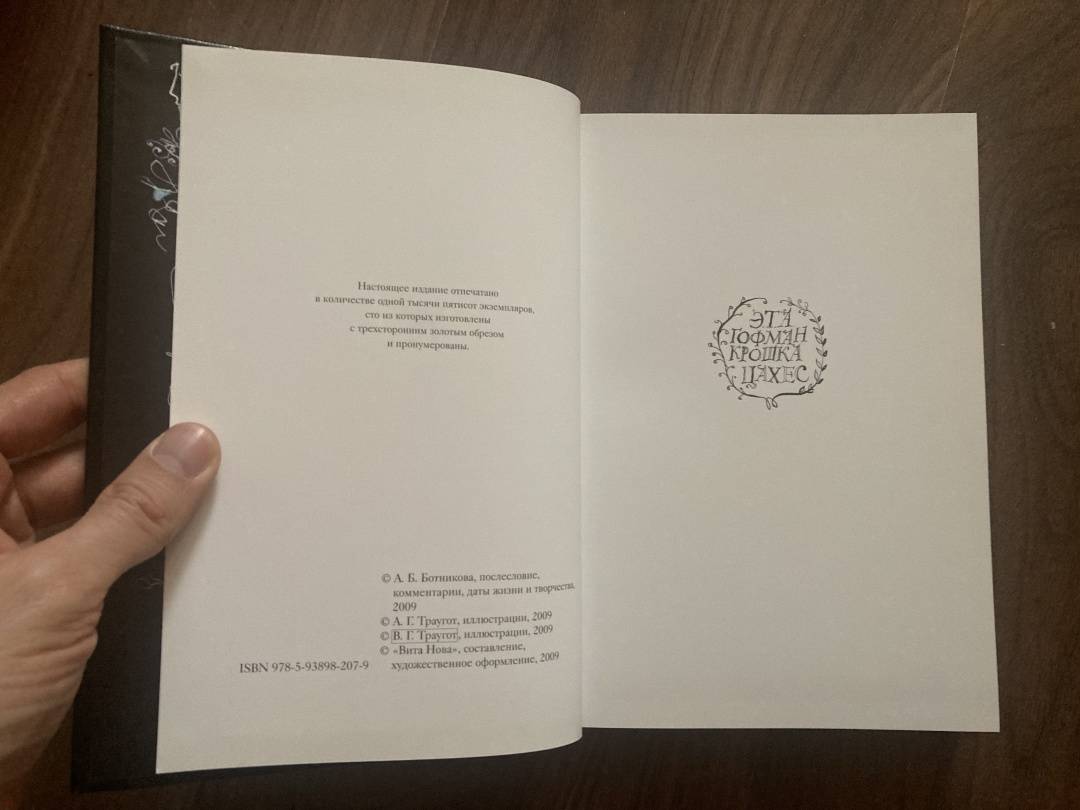 Настоящее издание отпечатано
в количестве одной тысячи пятисот экземпляров,
сто из которых изготовлены
с трехсторонним золотым обрезом
и пронумерованы.
© А. Б. Ботникова, послесловие,
комментарии, даты жизни и творчества,
2009
© А. Г. Траугот, иллюстрации, 2009
© В. Г. Траугот, иллюстрации, 2009
© «Вита Нова», составление,
художественное оформление, 2009
ISBN 978-5-93898-207-9
ЭТА
ГОФМАН
КРОШКА
ЦАХЕС